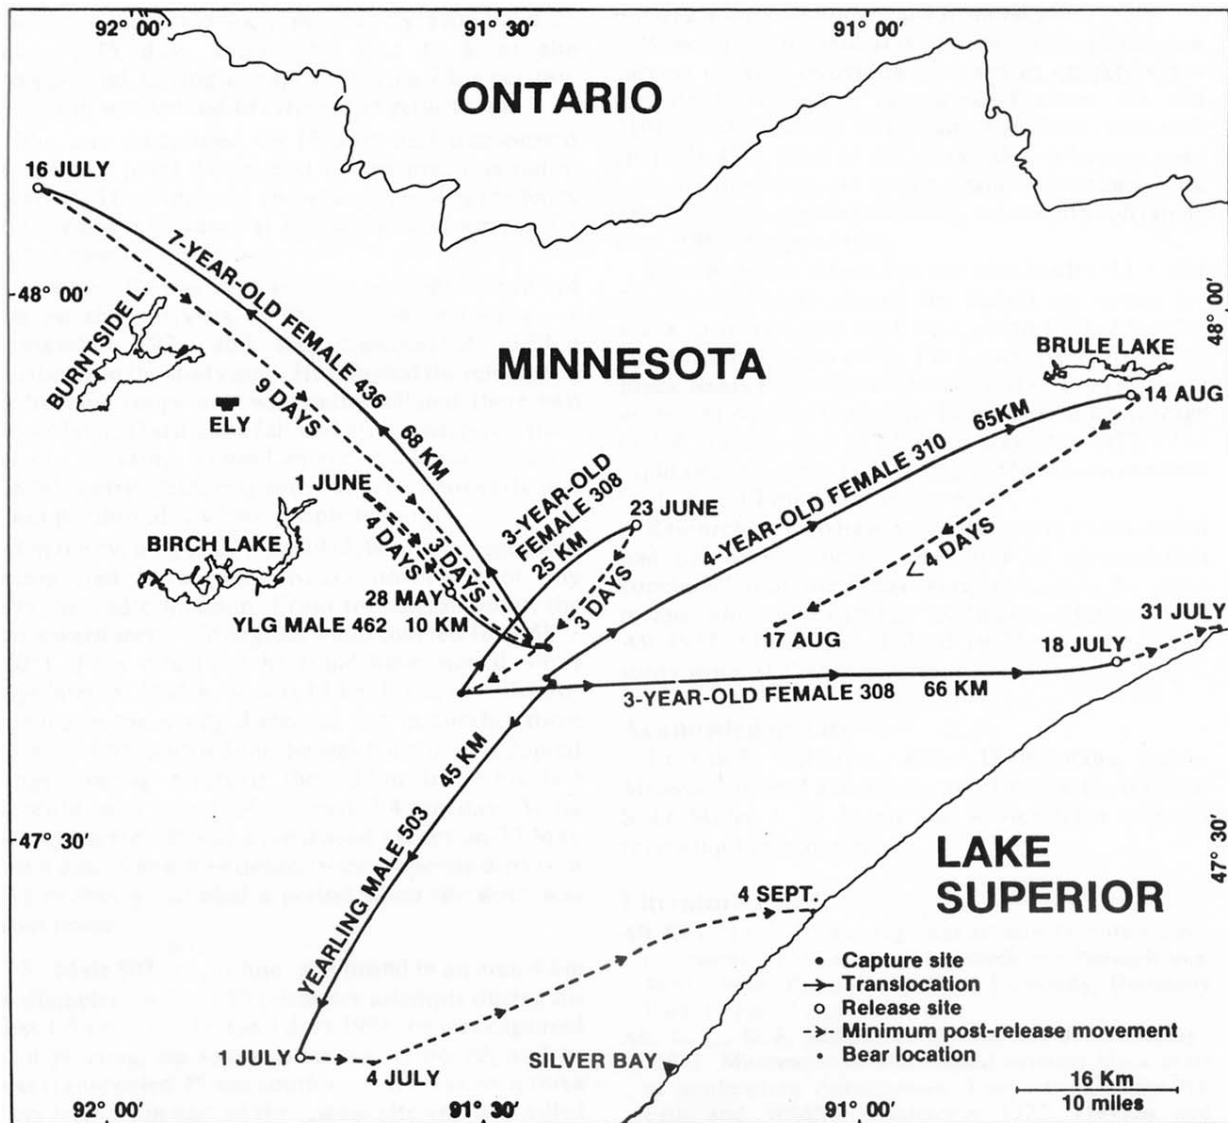 92° 00'
91° 30'
91° 00'
ONTARIO
16 JULY
7-YEAR-OLD FEMALE 436
68 KM
9 DAYS
48° 00'
48° 00'
BURNTSIDE L.
MINNESOTA
BRULE LAKE
14 AUG
ELY
1 JUNE
3-YEAR-OLD
FEMALE 308
25 KM
23 JUNE
4-YEAR-OLD FEMALE 310
65KM
< 4 DAYS
BIRCH LAKE
4 DAYS
3 DAYS
3 DAYS
28 MAY
YLG MALE 462
10 KM
17 AUG
31 JULY
18 JULY
3-YEAR-OLD FEMALE 308
66 KM
45 KM
YEARLING MALE 503
47° 30'
47° 30'
LAKE
SUPERIOR
4 SEPT.
Capture site
Translocation
Release site
Minimum post-release movement
Bear location
1 JULY
4 JULY
SILVER BAY
16 Km
10 miles
92° 00'
91° 30'
91° 00'